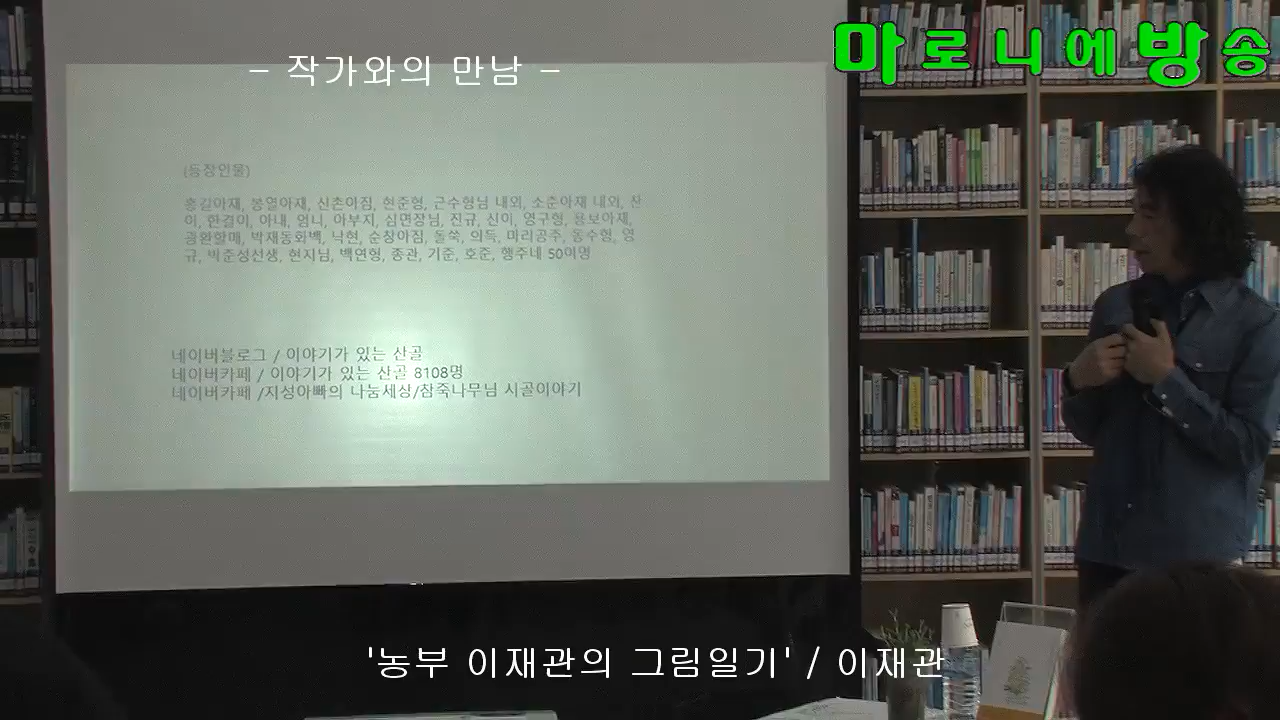 마로니에방송
- 작가와의 만남 -
(등장인물)
홍길아재, 봉열아재, 신촌아짐, 현준형, 근수형님 내외, 소춘아재 내외, 찬
이, 한결이, 아내, 엄니, 아부지, 심면장님, 진규, 신이, 영구형, 용보아재,
광환할매, 박재동화백, 낙현, 순창아짐, 돌쑥, 의득, 마리공주, 동수형, 영
규, 박준성선생, 현지님, 백연형, 종관, 기준, 호준, 행주네 50여명
네이버블로그 / 이야기가 있는 산골
네이버카페 / 이야기가 있는 산골 8108명
네이버카페 /지성아빠의 나눔세상/참죽나무님 시골이야기
'농부 이재관의 그림일기' / 이재관